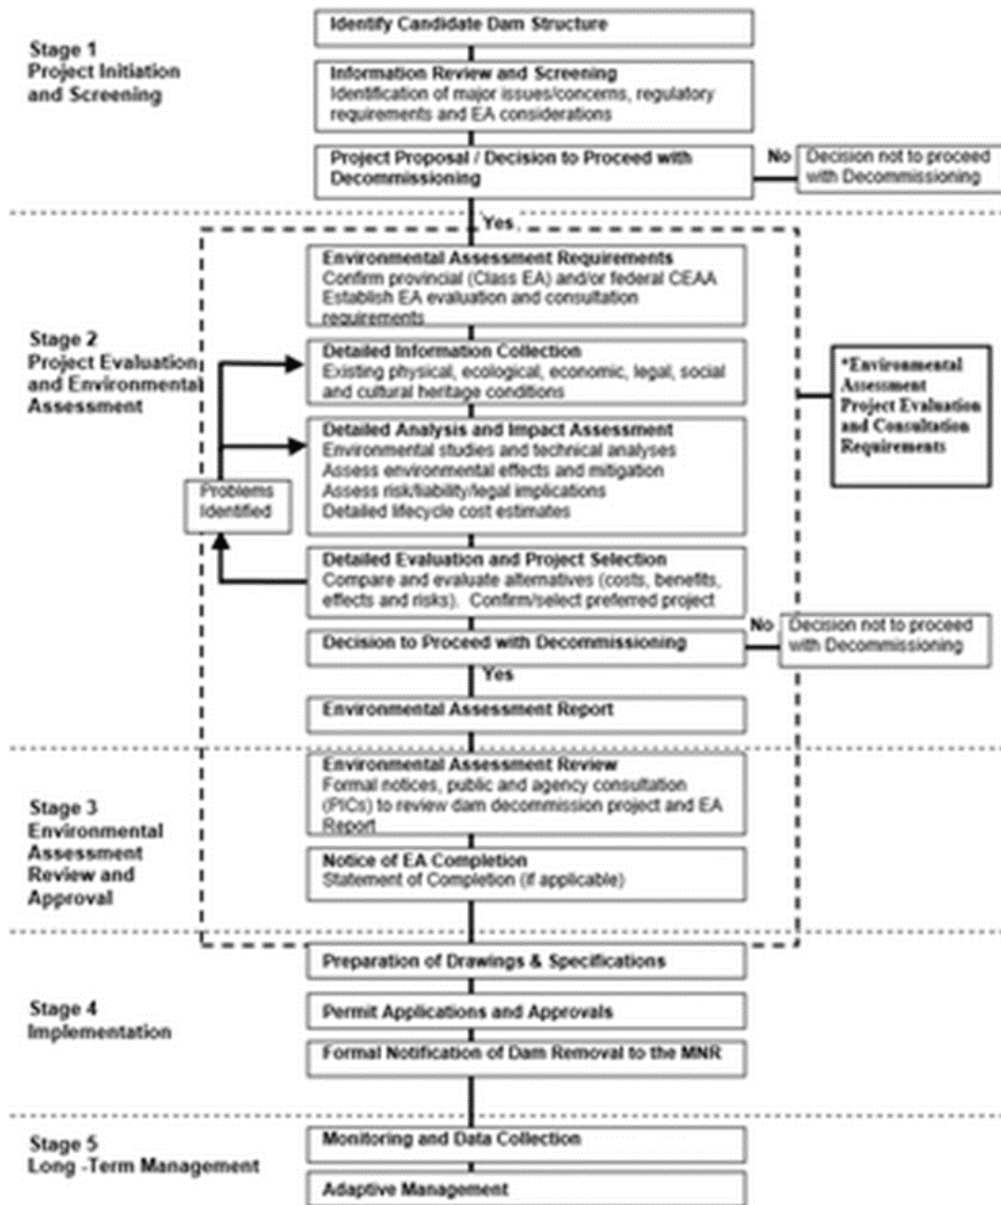 Identify Candidate Dam Structure
Stage 1
Project Initiation
and Screening
Information Review and Screening
Identification of major issues/concerns, regulatory
requirements and EA considerations
Project Proposal / Decision to Proceed with
Decommissioning
No
Decision not to proceed
with Decommissioning
Yes
Stage 2
Project Evaluation
and Environmental
Assessment
Environmental Assessment Requirements
Confirm provincial (Class EA) and/or federal CEAA
Establish EA evaluation and consultation
requirements
Detailed Information Collection
Existing physical, ecological, economic, legal, social
and cultural heritage conditions
*Environmental
Assessment
Project Evaluation
and Consultation
Requirements
Detailed Analysis and Impact Assessment
Environmental studies and technical analyses
Assess environmental effects and mitigation
Assess risk/liability/legal implications
Detailed lifecycle cost estimates
Problems
Identified
Detailed Evaluation and Project Selection
Compare and evaluate alternatives (costs, benefits,
effects and risks).  Confirm/select preferred project
Decision to Proceed with Decommissioning
No
Decision not to proceed
with Decommissioning
Yes
Environmental Assessment Report
Stage 3
Environmental
Assessment
Review and
Approval
Environmental Assessment Review
Formal notices, public and agency consultation
(PICs) to review dam decommission project and EA
Report
Notice of EA Completion
Statement of Completion (if applicable)
Stage 4
Implementation
Preparation of Drawings & Specifications
Permit Applications and Approvals
Formal Notification of Dam Removal to the MNR
Stage 5
Long -Term Management
Monitoring and Data Collection
Adaptive Management